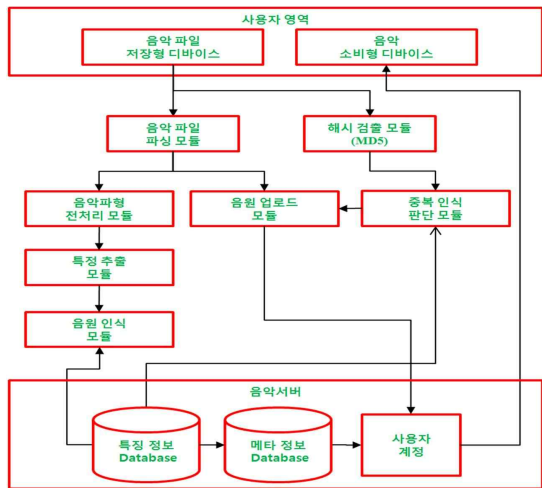 사용자 영역
음악 파일
저장형 디바이스
음악
소비형 디바이스
음악 파일
파싱 모듈
해시 검출 모듈
(MD5)
음악파형
전처리 모듈
음원 업로드
모듈
중복 인식
판단 모듈
특정 추출
모듈
음원 인식
모듈
음악서버
특징 정보
Database
메타 정보
Database
사용자
계정